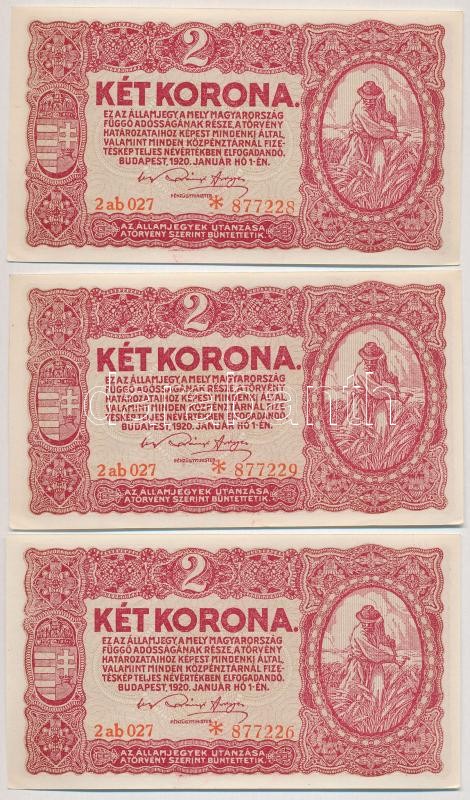 2
KÉT KORONA.
EZ AZ ÁLLAMJEGY, A MELY MAGYARORSZÁG
FÜGGŐ ADÓSSÁGÁNAK RÉSZE, A TÖRVÉNY
HATÁROZATAIHOZ KÉPEST MINDENKI ÁLTAL
VALAMINT MINDEN KÖZPÉNZTÁRNÁL FIZE-
TÉSKÉP TELJES NÉVÉRTÉKBEN ELFOGADANDÓ.
BUDAPEST, 1920. JANUÁR HÓ 1-ÉN.
PÉNZÜGYMINISTER
2 ab 027 * 877228
AZ ÁLLAMJEGYEK UTÁNZÁSA
A TÖRVÉNY SZERINT BÜNTETTETIK.
2
KÉT KORONA.
EZ AZ ÁLLAMJEGY, A MELY MAGYARORSZÁG
FÜGGŐ ADÓSSÁGÁNAK RÉSZE, A TÖRVÉNY
HATÁROZATAIHOZ KÉPEST MINDENKI ÁLTAL
VALAMINT MINDEN KÖZPÉNZTÁRNÁL FIZE-
TÉSKÉP TELJES NÉVÉRTÉKBEN ELFOGADANDÓ.
BUDAPEST, 1920. JANUÁR HÓ 1-ÉN.
PÉNZÜGYMINISTER
2 ab 027 * 877229
AZ ÁLLAMJEGYEK UTÁNZÁSA
A TÖRVÉNY SZERINT BÜNTETTETIK.
2
KÉT KORONA.
EZ AZ ÁLLAMJEGY, A MELY MAGYARORSZÁG
FÜGGŐ ADÓSSÁGÁNAK RÉSZE, A TÖRVÉNY
HATÁROZATAIHOZ KÉPEST MINDENKI ÁLTAL
VALAMINT MINDEN KÖZPÉNZTÁRNÁL FIZE-
TÉSKÉP TELJES NÉVÉRTÉKBEN ELFOGADANDÓ.
BUDAPEST, 1920. JANUÁR HÓ 1-ÉN.
PÉNZÜGYMINISTER
2 ab 027 * 877226
AZ ÁLLAMJEGYEK UTÁNZÁSA
A TÖRVÉNY SZERINT BÜNTETTETIK.